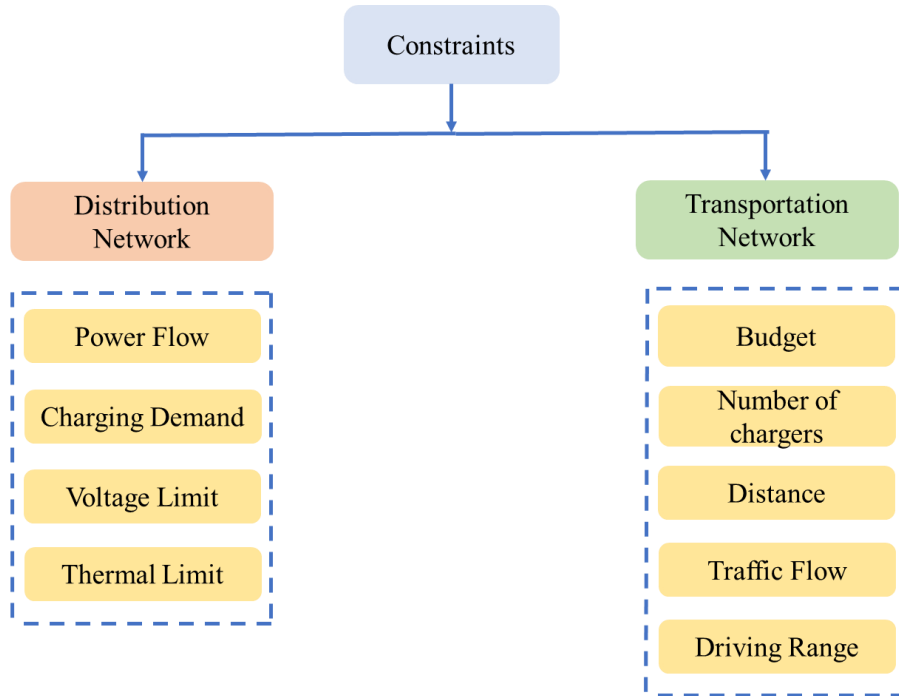 Constraints
Distribution
Network
Power Flow
Charging Demand
Voltage Limit
Thermal Limit
Transportation
Network
Budget
Number of
chargers
Distance
Traffic Flow
Driving Range